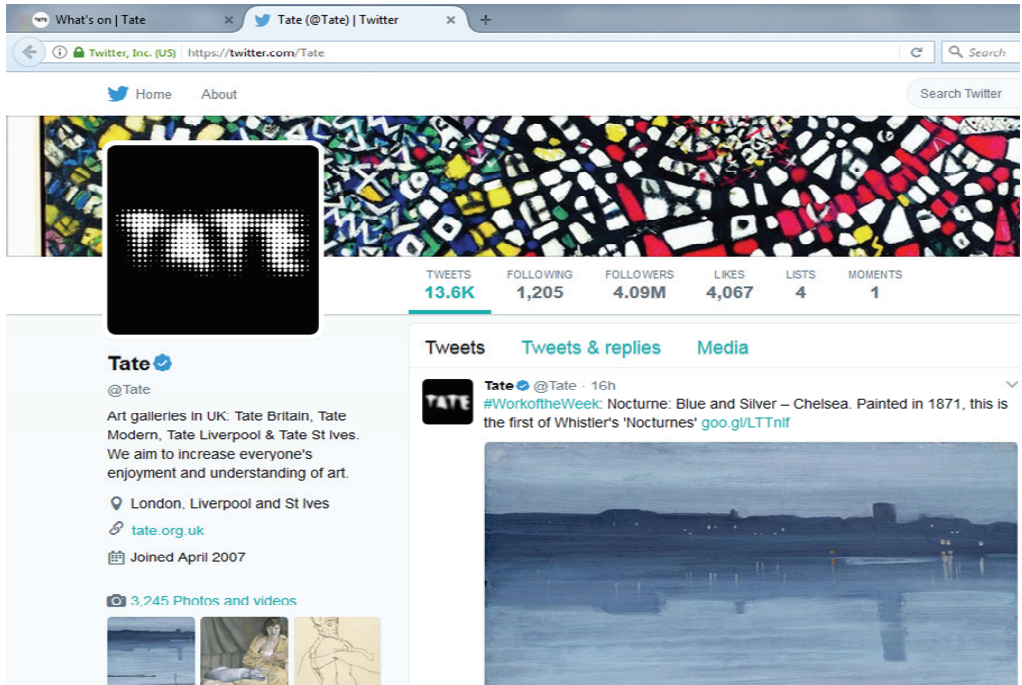 What's on | Tate
Tate (@Tate) | Twitter
Twitter, Inc. (US)
https://twitter.com/Tate
Search
Home
About
Search Twitter
TATE
TWEETS
13.6K
FOLLOWING
1,205
FOLLOWERS
4.09M
LIKES
4,067
LISTS
4
MOMENTS
1
Tate
@Tate
Art galleries in UK: Tate Britain, Tate
Modern, Tate Liverpool & Tate St Ives.
We aim to increase everyone's
enjoyment and understanding of art.
London, Liverpool and St Ives
tate.org.uk
Joined April 2007
3,245 Photos and videos
Tweets
Tweets & replies
Media
TATE
Tate @Tate · 16h
#WorkoftheWeek: Nocturne: Blue and Silver – Chelsea. Painted in 1871, this is
the first of Whistler's 'Nocturnes' goo.gl/LTTnlf